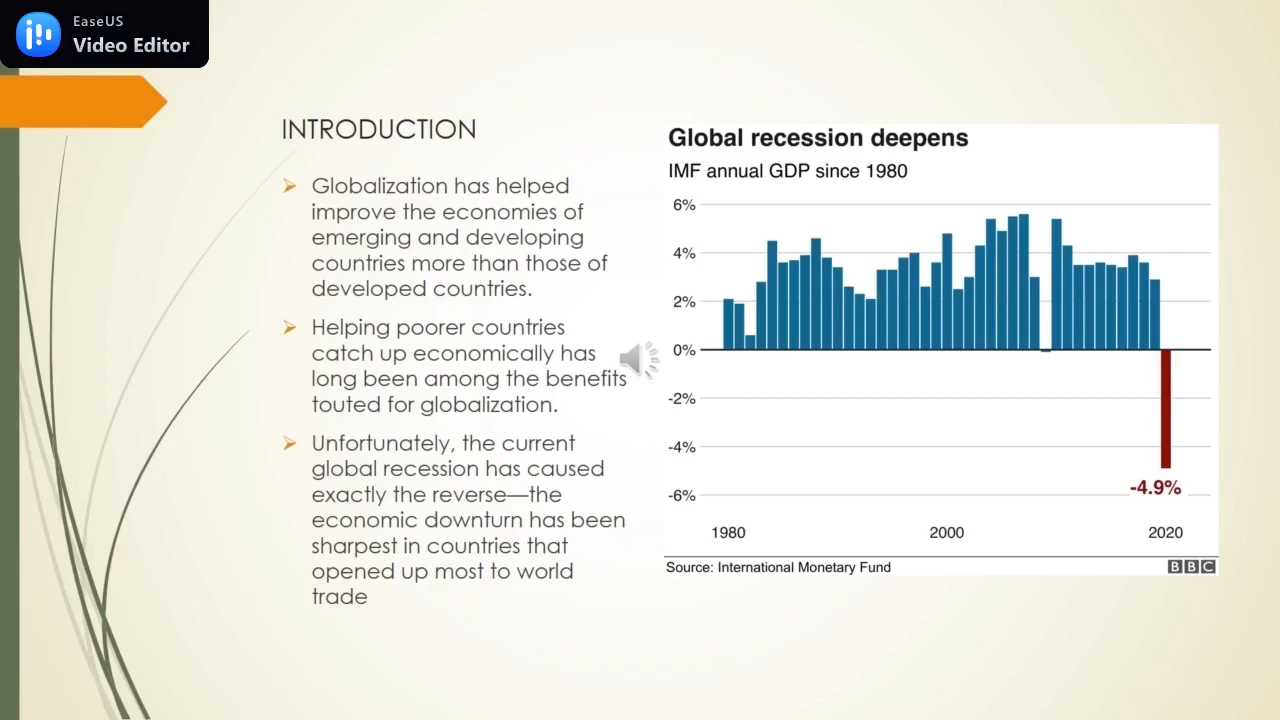 EaseUS
Video Editor
INTRODUCTION
Globalization has helped
improve the economies of
emerging and developing
countries more than those of
developed countries.
Helping poorer countries
catch up economically has
long been among the benefits
touted for globalization.
Unfortunately, the current
global recession has caused
exactly the reverse—the
economic downturn has been
sharpest in countries that
opened up most to world
trade
Global recession deepens
IMF annual GDP since 1980
6%
4%
2%
0%
-2%
-4%
-6%
-4.9%
1980 2000 2020
Source: International Monetary Fund
BBC